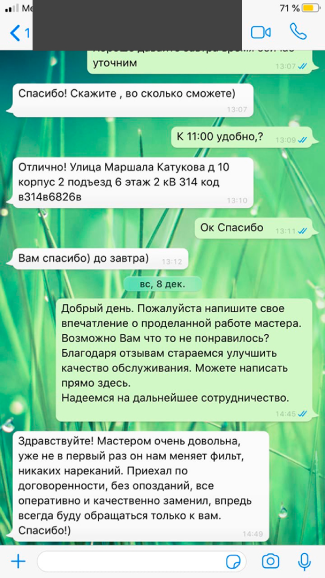 Ме
71 %
1
уточним
13:07
Спасибо! Скажите , во сколько сможете)
13:07
К 11:00 удобно,?
13:09
Отлично! Улица Маршала Катукова д 10
корпус 2 подъезд 6 этаж 2 кВ 314 код
в314в6826в
13:10
Ок Спасибо
13:11
Вам спасибо) до завтра)
13:12
вс, 8 дек.
Добрый день. Пожалуйста напишите свое
впечатление о проделанной работе мастера.
Возможно Вам что то не понравилось?
Благодаря отзывам стараемся улучшить
качество обслуживания. Можете написать
прямо здесь.
Надеемся на дальнейшее сотрудничество.
14:45
Здравствуйте! Мастером очень довольна,
уже не в первый раз он нам меняет фильт,
никаких нареканий. Приехал по
договоренности, без опозданий, все
оперативно и качественно заменил, впредь
всегда буду обращаться только к вам.
Спасибо!)
14:48